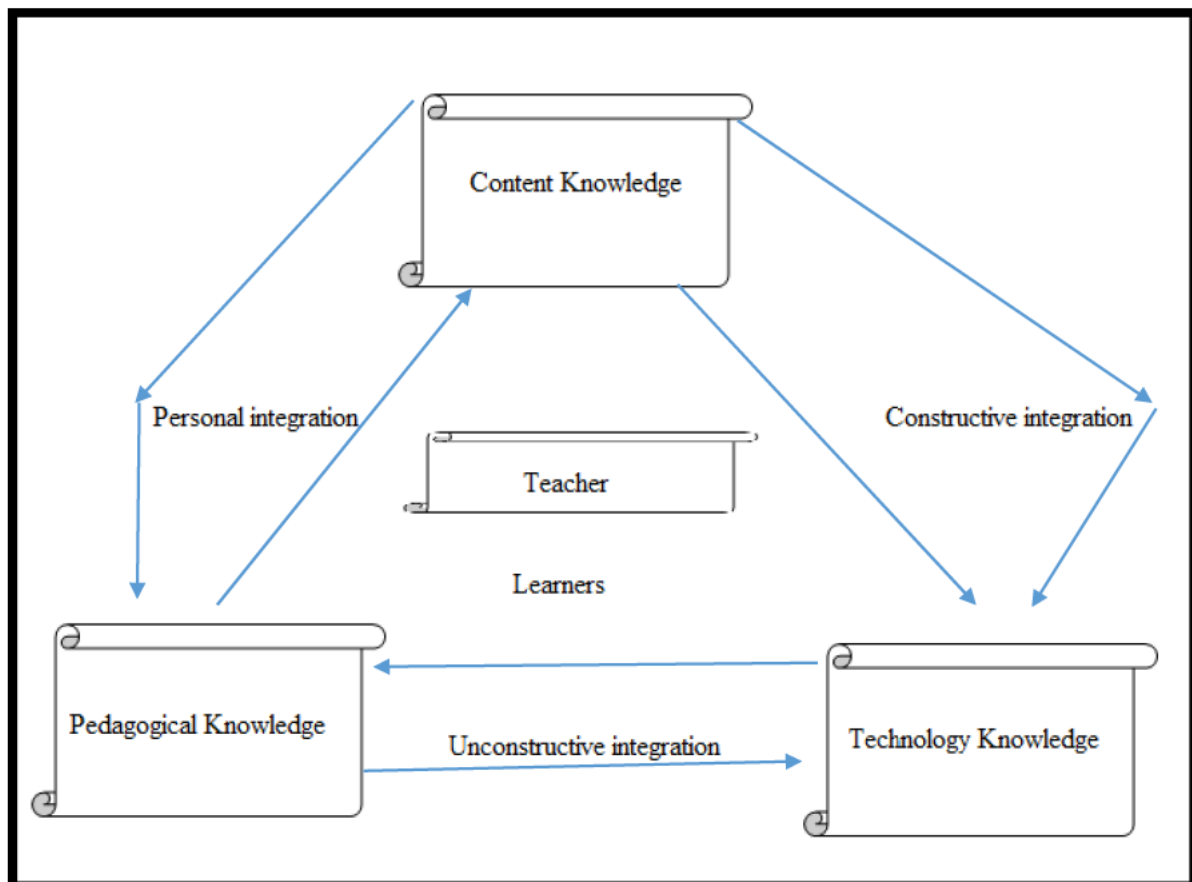 Content Knowledge
Personal integration
Constructive integration
Teacher
Learners
Pedagogical Knowledge
Unconstructive integration
Technology Knowledge